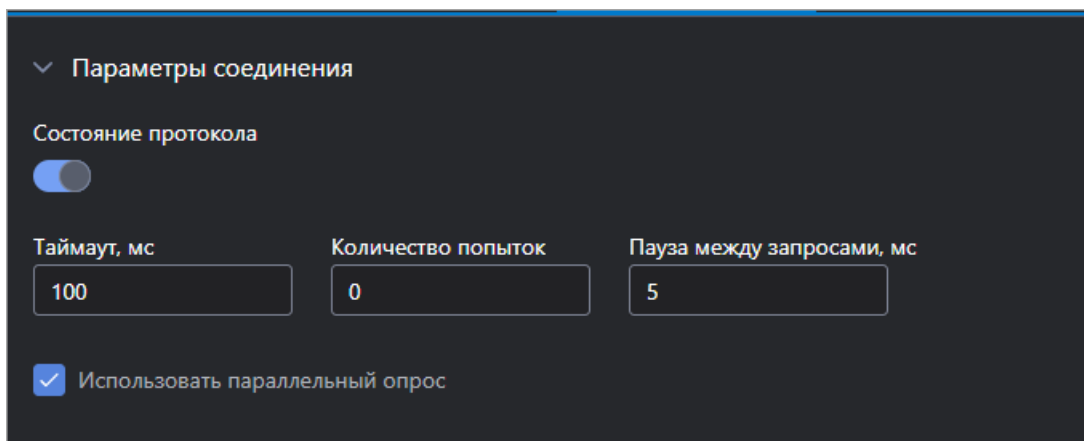 Параметры соединения
Состояние протокола
Таймаут, мс Количество попыток Пауза между запросами, мс
100 0 5
Использовать параллельный опрос